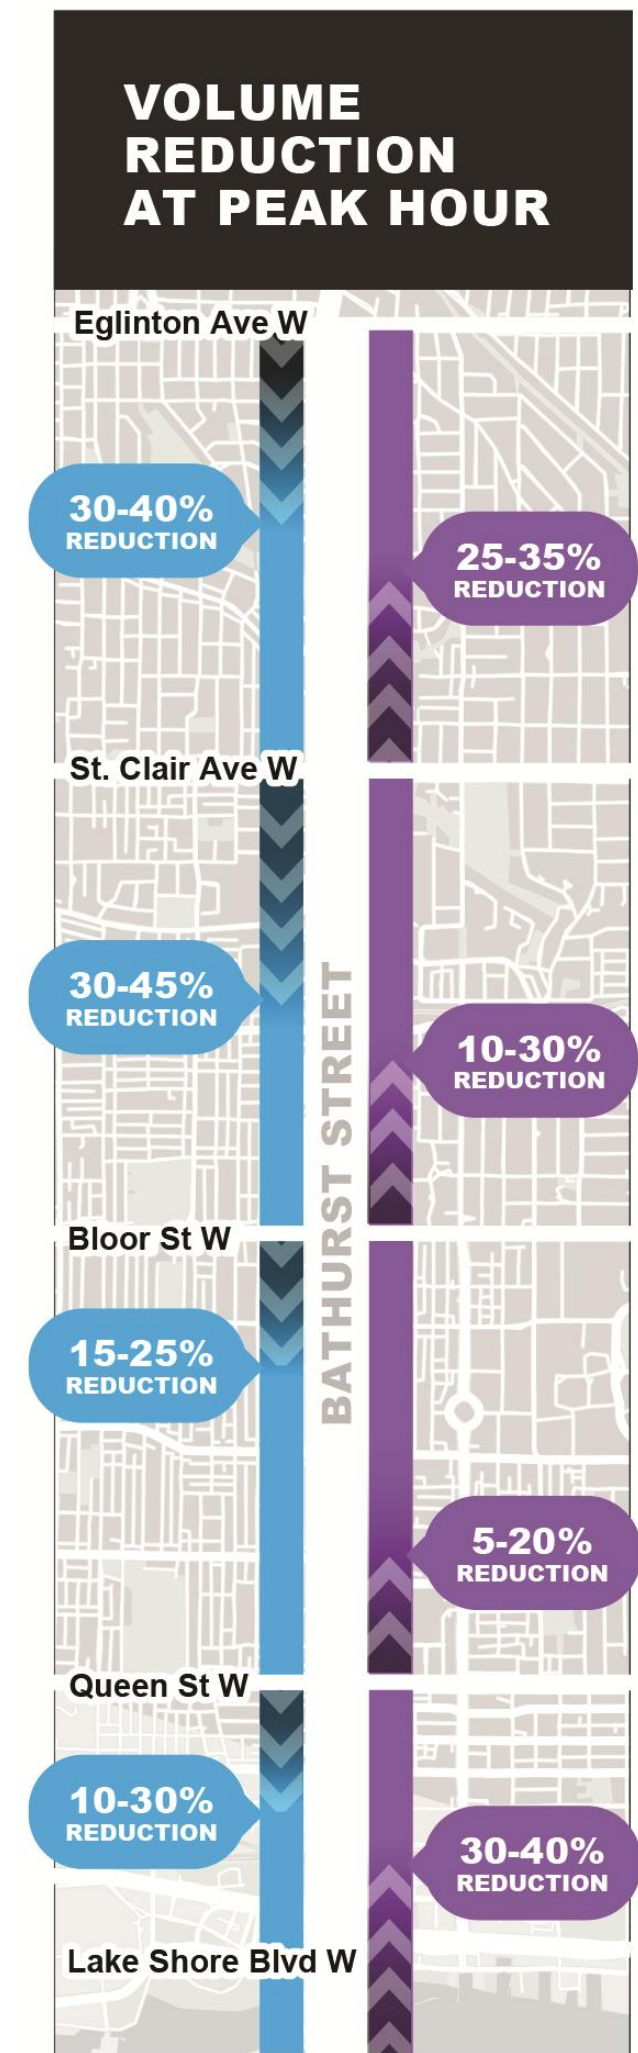 VOLUME
REDUCTION
AT PEAK HOUR
Eglinton Ave W
30-40%
REDUCTION
25-35%
REDUCTION
St. Clair Ave W
30-45%
REDUCTION
BATHURST STREET
10-30%
REDUCTION
Bloor St W
15-25%
REDUCTION
5-20%
REDUCTION
Queen St W
10-30%
REDUCTION
30-40%
REDUCTION
Lake Shore Blvd W